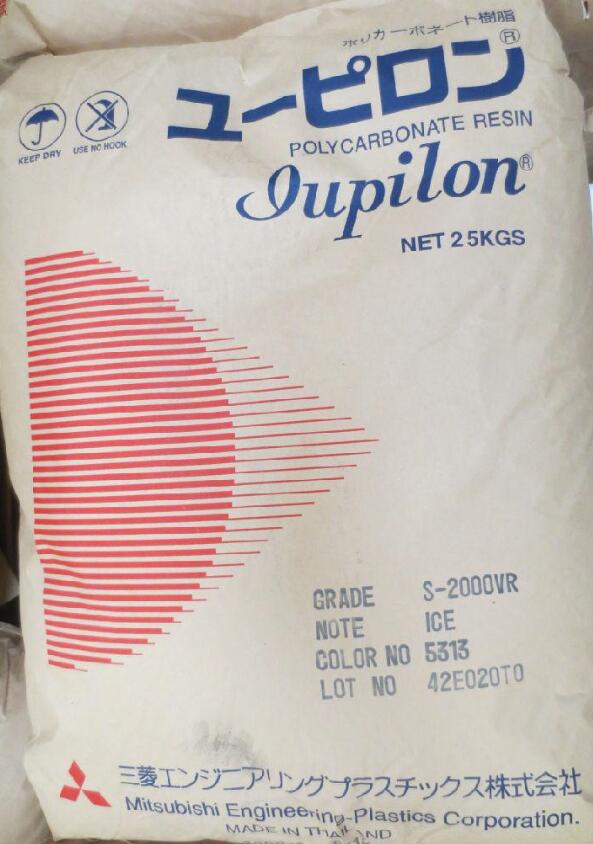 ポリカーボネート樹脂
ユーピロン®
KEEP DRY
USE NO HOOK
POLYCARBONATE RESIN
Iupilon®
NET 25KGS
GRADE S-2000VR
NOTE ICE
COLOR NO 5313
LOT NO 42E020T0
三菱エンジニアリングプラスチックス株式会社
Mitsubishi Engineering-Plastics Corporation.
MADE IN THAILAND